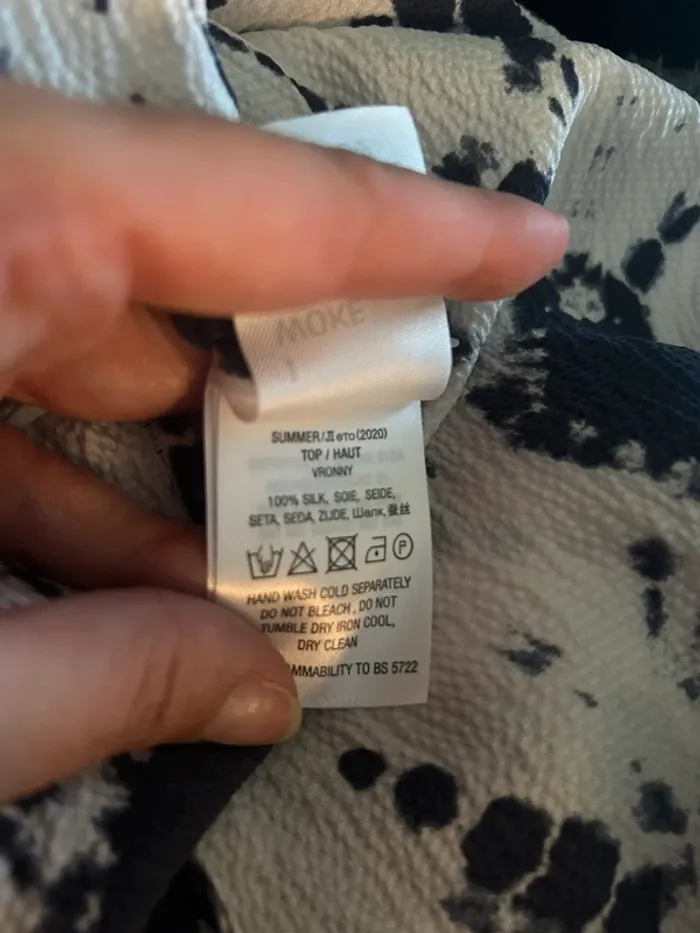 SUMMER/Лето (2020)
TOP / HAUT
VRONNY
100% SILK, SOIE, SEIDE,
SETA, SEDA, ZIJDE, Шелк, 蚕丝
P
HAND WASH COLD SEPARATELY
DO NOT BLEACH, DO NOT
TUMBLE DRY IRON COOL,
DRY CLEAN
MMABILITY TO BS 5722